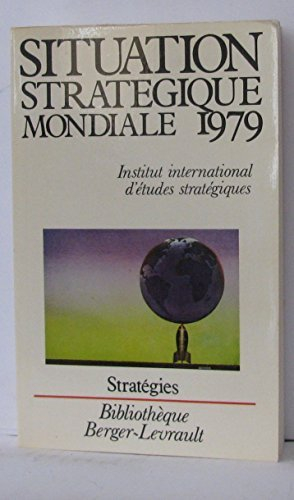 SITUATION
STRATEGIQUE
MONDIALE 1979
Institut international
d'études stratégiques
Stratégies
Bibliothèque
Berger-Levrault